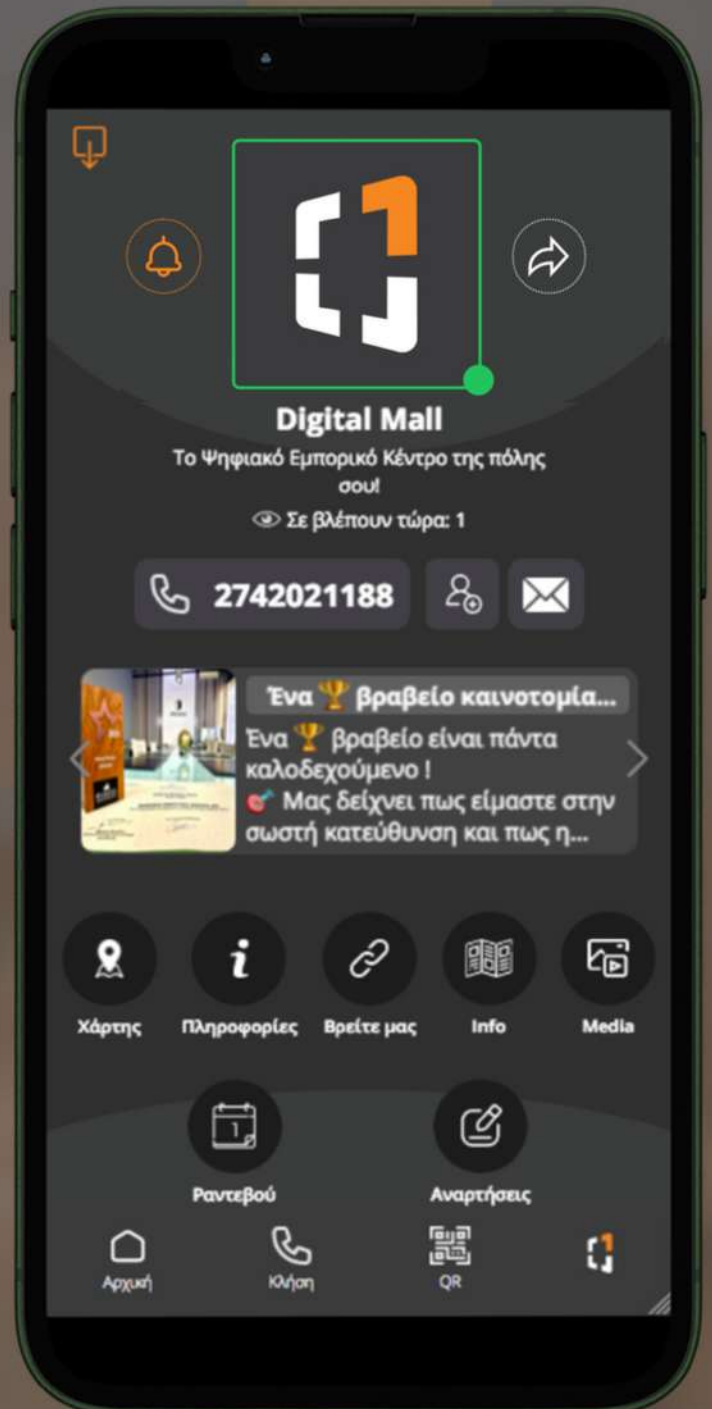 Digital Mall
Το Ψηφιακό Εμπορικό Κέντρο της πόλης
σου!
Σε βλέπουν τώρα: 1
2742021188
Ένα 🏆 βραβείο καινοτομία...
Ένα 🏆 βραβείο είναι πάντα
καλοδεχούμενο !
🎯 Μας δείχνει πως είμαστε στην
σωστή κατεύθυνση και πως η...
Χάρτης Πληροφορίες Βρείτε μας Info Media
Ραντεβού Αναρτήσεις
Αρχική Κλήση QR